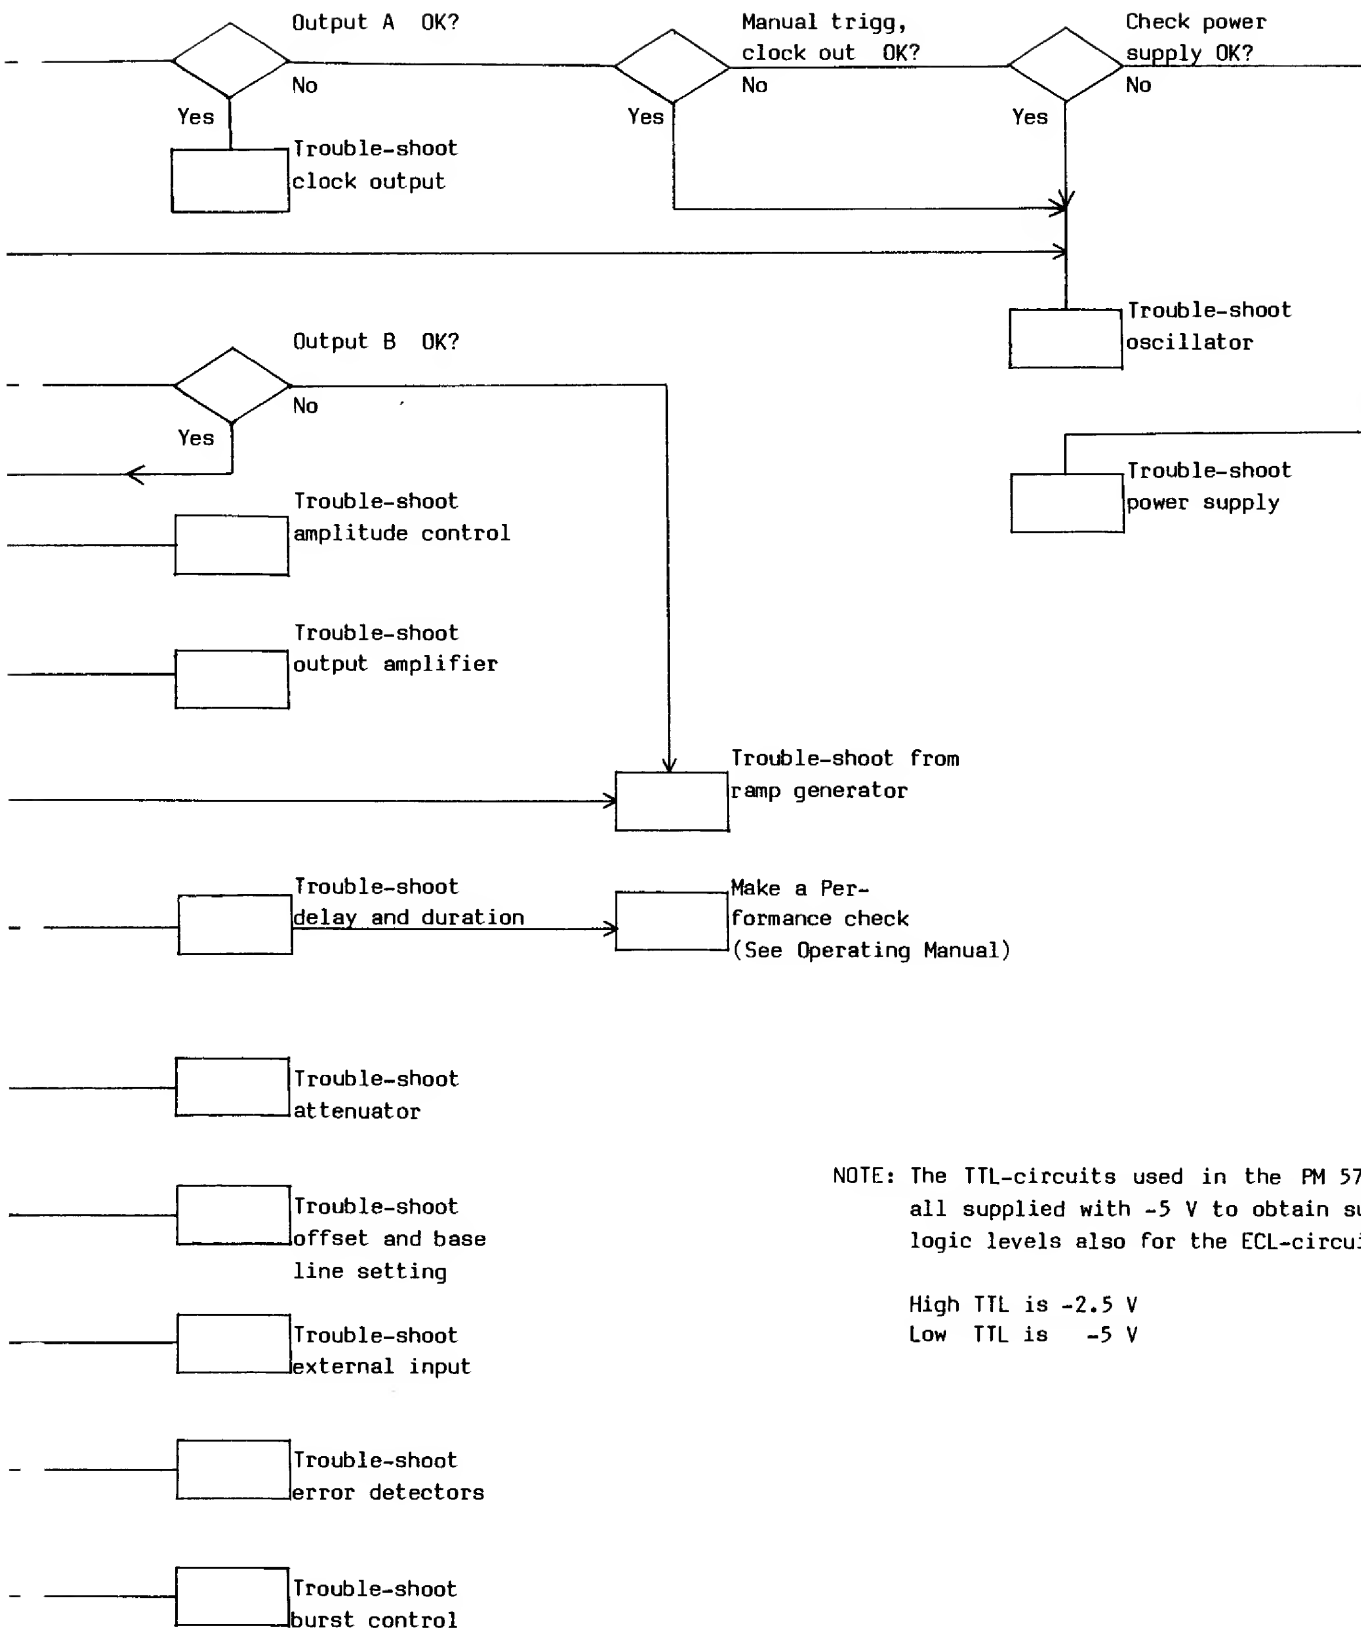 Output A OK?
No
Yes
Trouble-shoot
clock output
Manual trigg,
clock out OK?
No
Yes
Check power
supply OK?
No
Yes
Trouble-shoot
oscillator
Output B OK?
No
Yes
Trouble-shoot
power supply
Trouble-shoot
amplitude control
Trouble-shoot
output amplifier
Trouble-shoot from
ramp generator
Trouble-shoot
delay and duration
Make a Per-
formance check
(See Operating Manual)
Trouble-shoot
attenuator
NOTE: The TTL-circuits used in the PM 57
all supplied with -5 V to obtain su
logic levels also for the ECL-circui
High TTL is -2.5 V
Low TTL is -5 V
Trouble-shoot
offset and base
line setting
Trouble-shoot
external input
Trouble-shoot
error detectors
Trouble-shoot
burst control